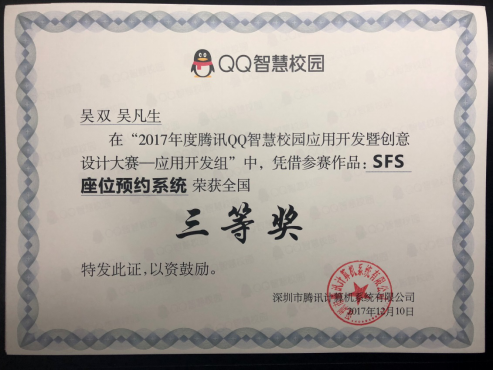 QQ智慧校园
吴双 吴凡生
在“2017年度腾讯QQ智慧校园应用开发暨创意
设计大赛—应用开发组”中，凭借参赛作品：SFS
座位预约系统 荣获全国
三等奖
特发此证，以资鼓励。
深圳市腾讯计算机系统有限公司
2017年12月10日